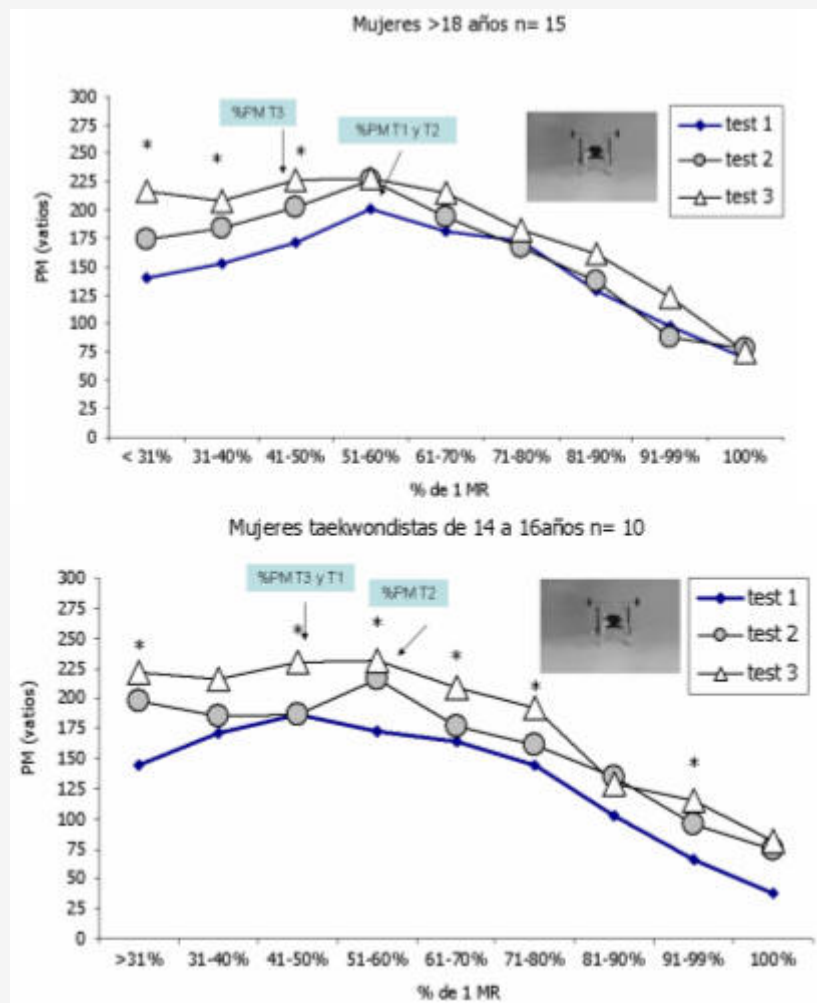 Mujeres >18 años n= 15
300
275
250
225
200
175
150
125
100
75
50
25
0
PM (vatios)
%PM T3
%PM T1 y T2
* * *
test 1
test 2
test 3
< 31% 31-40% 41-50% 51-60% 61-70% 71-80% 81-90% 91-99% 100%
% de 1 MR
Mujeres taekwondistas de 14 a 16años n= 10
300
275
250
225
200
175
150
125
100
75
50
25
0
PM (vatios)
%PM T3 y T1
%PM T2
* * * * * *
test 1
test 2
test 3
>31% 31-40% 41-50% 51-60% 61-70% 71-80% 81-90% 91-99% 100%
% de 1 MR